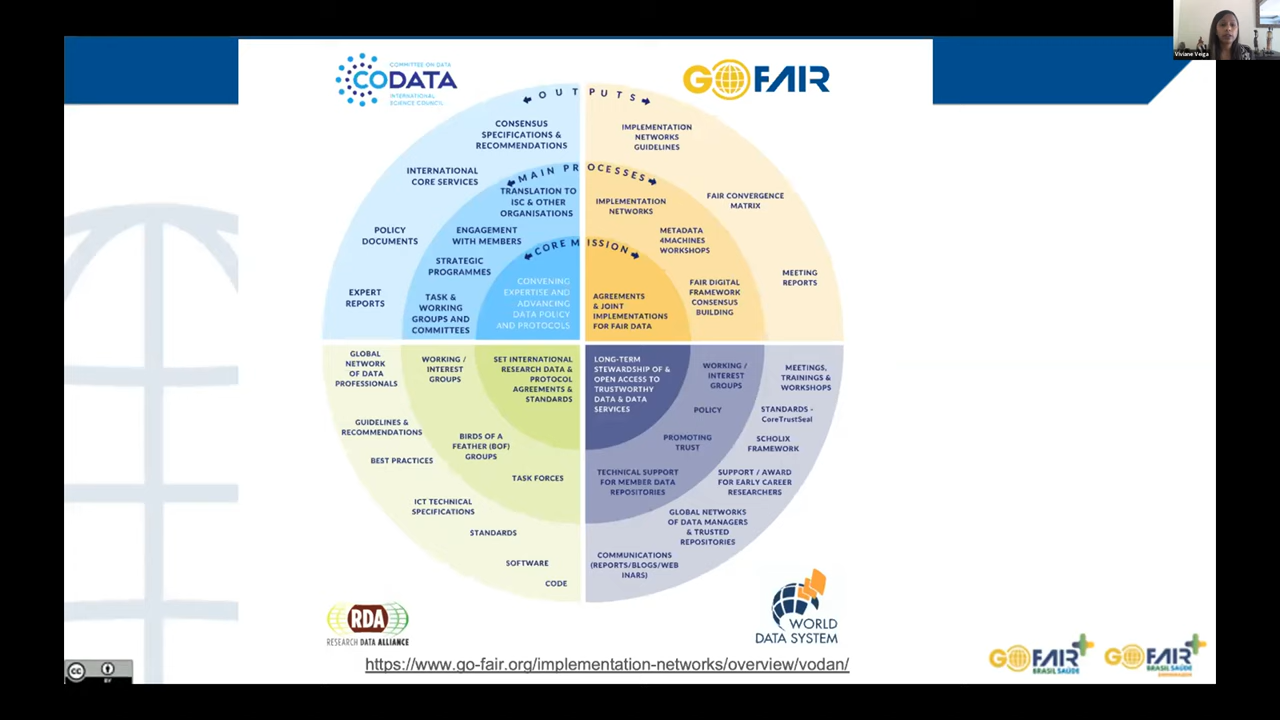 Viviane Veiga
COMMITTEE ON DATA
CODATA
INTERNATIONAL
SCIENCE COUNCIL
GO FAIR
OUTPUTS
CONSENSUS
SPECIFICATIONS &
RECOMMENDATIONS
INTERNATIONAL
CORE SERVICES
POLICY
DOCUMENTS
EXPERT
REPORTS
IMPLEMENTATION
NETWORKS
GUIDELINES
FAIR CONVERGENCE
MATRIX
MEETING
REPORTS
MAIN PROCESSES
TRANSLATION TO
ISC & OTHER
ORGANISATIONS
ENGAGEMENT
WITH MEMBERS
STRATEGIC
PROGRAMMES
TASK &
WORKING
GROUPS AND
COMMITTEES
IMPLEMENTATION
NETWORKS
METADATA
4MACHINES
WORKSHOPS
FAIR DIGITAL
FRAMEWORK
CONSENSUS
BUILDING
CORE MISSION
CONVENING
EXPERTISE AND
ADVANCING
DATA POLICY
AND PROTOCOLS
AGREEMENTS
& JOINT
IMPLEMENTATIONS
FOR FAIR DATA
GLOBAL
NETWORK
OF DATA
PROFESSIONALS
WORKING /
INTEREST
GROUPS
SET INTERNATIONAL
RESEARCH DATA &
PROTOCOL
AGREEMENTS &
STANDARDS
GUIDELINES &
RECOMMENDATIONS
BIRDS OF A
FEATHER (BOF)
GROUPS
BEST PRACTICES
TASK FORCES
ICT TECHNICAL
SPECIFICATIONS
STANDARDS
SOFTWARE
CODE
LONG-TERM
STEWARDSHIP OF &
OPEN ACCESS TO
TRUSTWORTHY
DATA & DATA
SERVICES
WORKING /
INTEREST
GROUPS
POLICY
PROMOTING
TRUST
TECHNICAL SUPPORT
FOR MEMBER DATA
REPOSITORIES
MEETINGS,
TRAININGS &
WORKSHOPS
STANDARDS -
CoreTrustSeal
SCHOLIX
FRAMEWORK
SUPPORT / AWARD
FOR EARLY CAREER
RESEARCHERS
GLOBAL NETWORKS
OF DATA MANAGERS
& TRUSTED
REPOSITORIES
COMMUNICATIONS
(REPORTS/BLOGS/WEB
INARS)
RDA
RESEARCH DATA ALLIANCE
WORLD
DATA SYSTEM
https://www.go-fair.org/implementation-networks/overview/vodan/
cc
BY
GO FAIR
BRASIL SAÚDE
GO FAIR
BRASIL SAÚDE